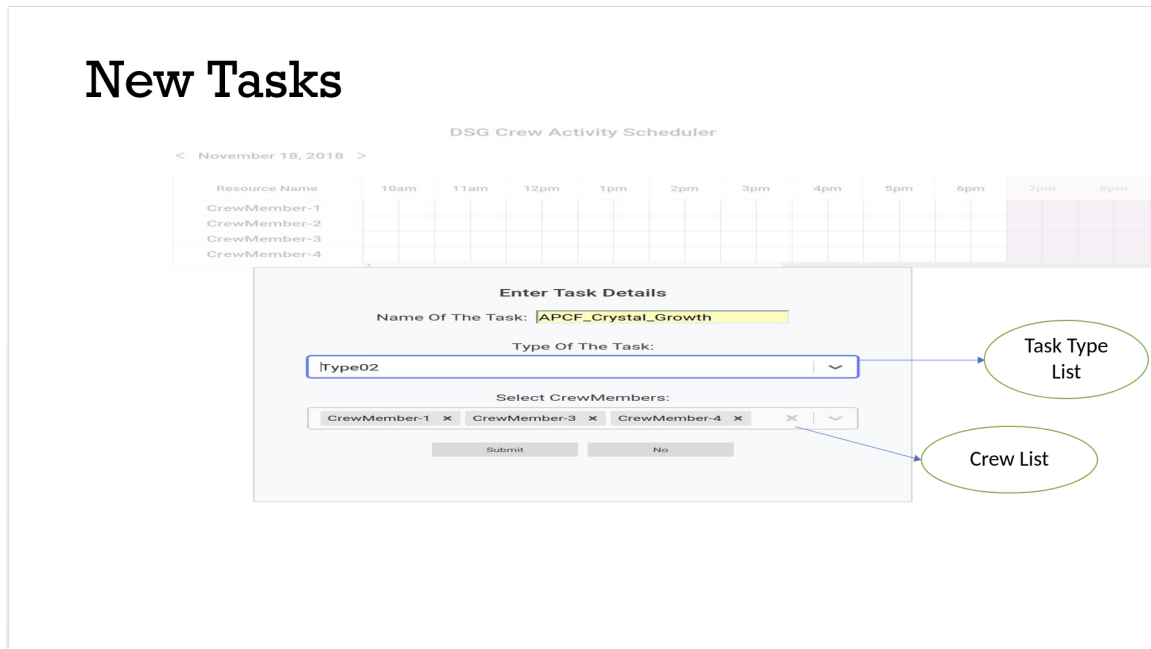 New Tasks
DSG Crew Activity Scheduler
< November 18, 2018 >
Resource Name 10am 11am 12pm 1pm 2pm 3pm 4pm 5pm 6pm 7pm 8pm
CrewMember-1
CrewMember-2
CrewMember-3
CrewMember-4
Enter Task Details
Name Of The Task: APCF_Crystal_Growth
Type Of The Task:
Type02
Task Type
List
Select CrewMembers:
CrewMember-1 × CrewMember-3 × CrewMember-4 ×
Submit No
Crew List